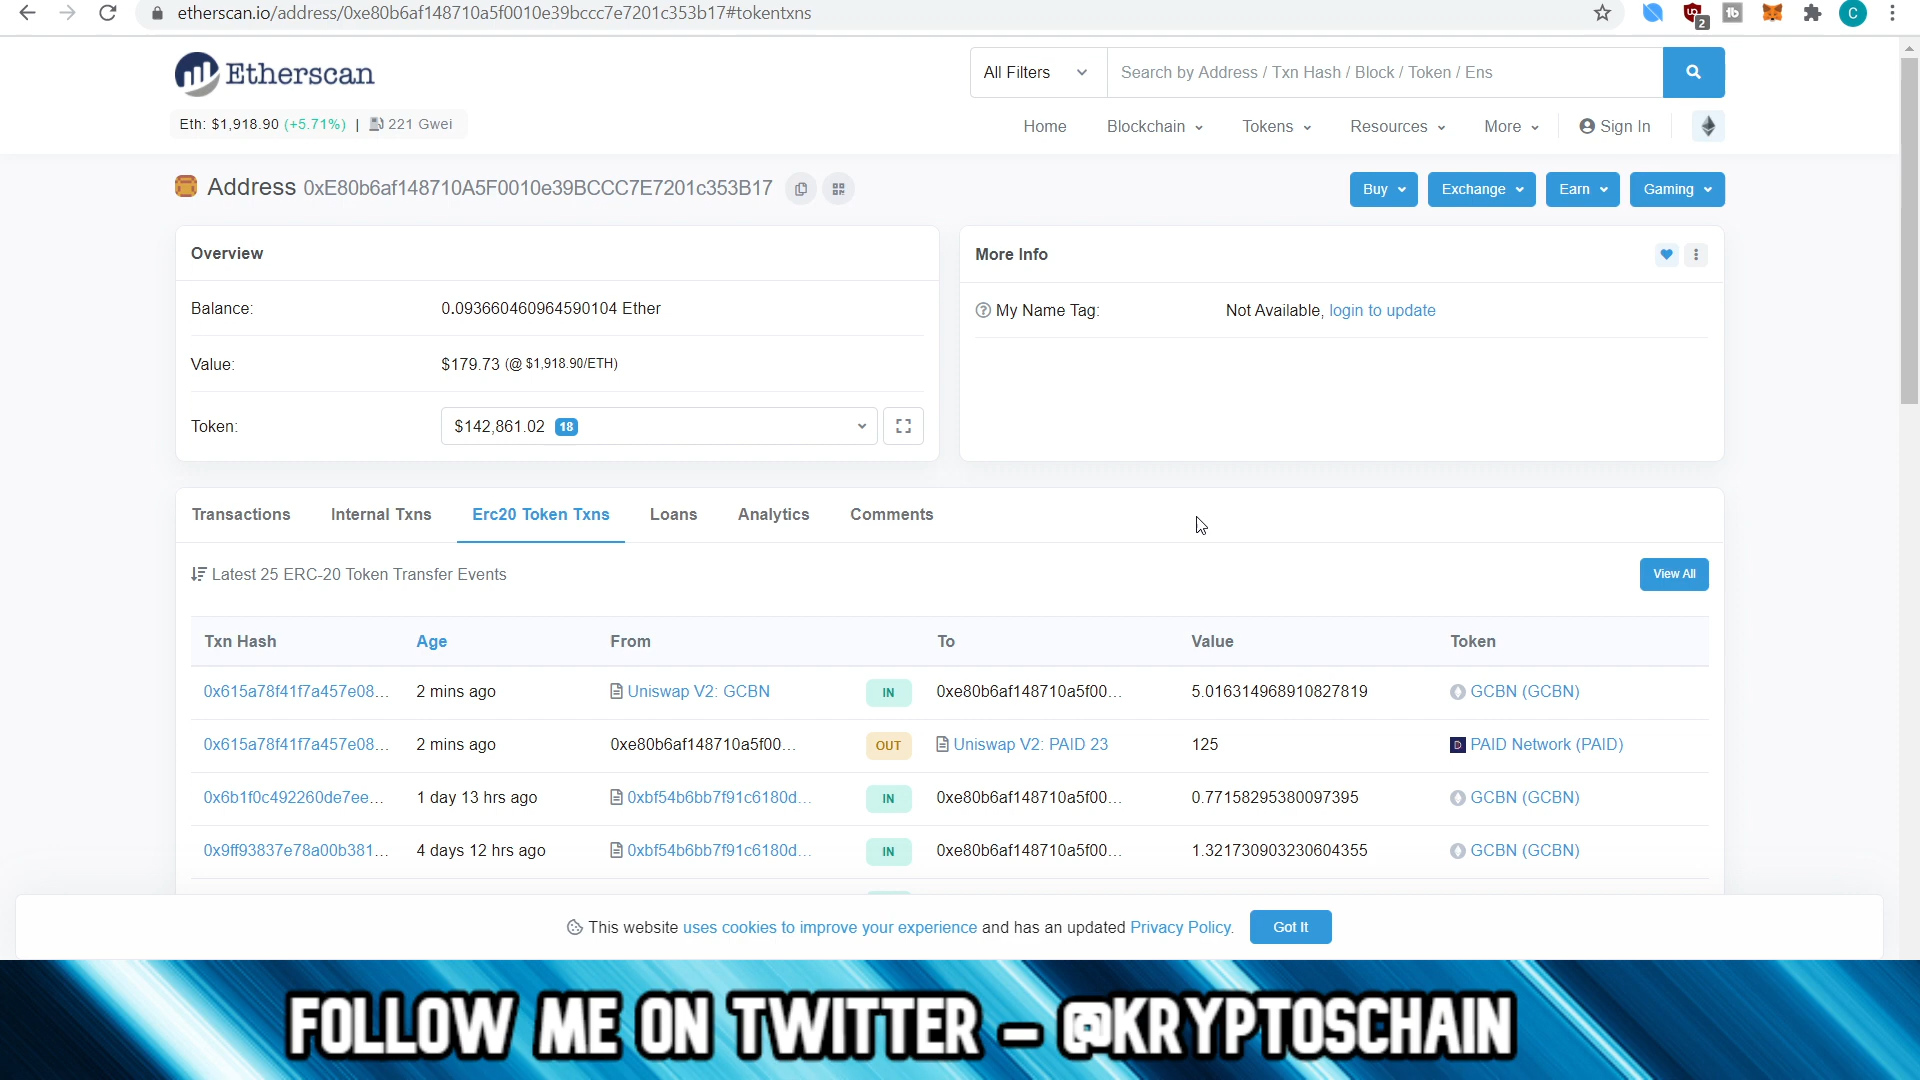 etherscan.io/address/0xe80b6af148710a5f0010e39bccc7e7201c353b17#tokentxns
2
C
Etherscan
All Filters
Search by Address / Txn Hash / Block / Token / Ens
Eth: $1,918.90 (+5.71%) | 221 Gwei
Home Blockchain Tokens Resources More Sign In
Address 0xE80b6af148710A5F0010e39BCCC7E7201c353B17
Buy Exchange Earn Gaming
Overview
Balance: 0.093660460964590104 Ether
Value: $179.73 (@ $1,918.90/ETH)
Token: $142,861.02 18
More Info
My Name Tag: Not Available, login to update
Transactions Internal Txns Erc20 Token Txns Loans Analytics Comments
Latest 25 ERC-20 Token Transfer Events
View All
Txn Hash Age From To Value Token
0x615a78f41f7a457e08... 2 mins ago Uniswap V2: GCBN IN 0xe80b6af148710a5f00... 5.016314968910827819 GCBN (GCBN)
0x615a78f41f7a457e08... 2 mins ago 0xe80b6af148710a5f00... OUT Uniswap V2: PAID 23 125 PAID Network (PAID)
0x6b1f0c492260de7ee... 1 day 13 hrs ago 0xbf54b6bb7f91c6180d... IN 0xe80b6af148710a5f00... 0.77158295380097395 GCBN (GCBN)
0x9ff93837e78a00b381... 4 days 12 hrs ago 0xbf54b6bb7f91c6180d... IN 0xe80b6af148710a5f00... 1.321730903230604355 GCBN (GCBN)
This website uses cookies to improve your experience and has an updated Privacy Policy. Got It
FOLLOW ME ON TWITTER – @KRYPTOSCHAIN